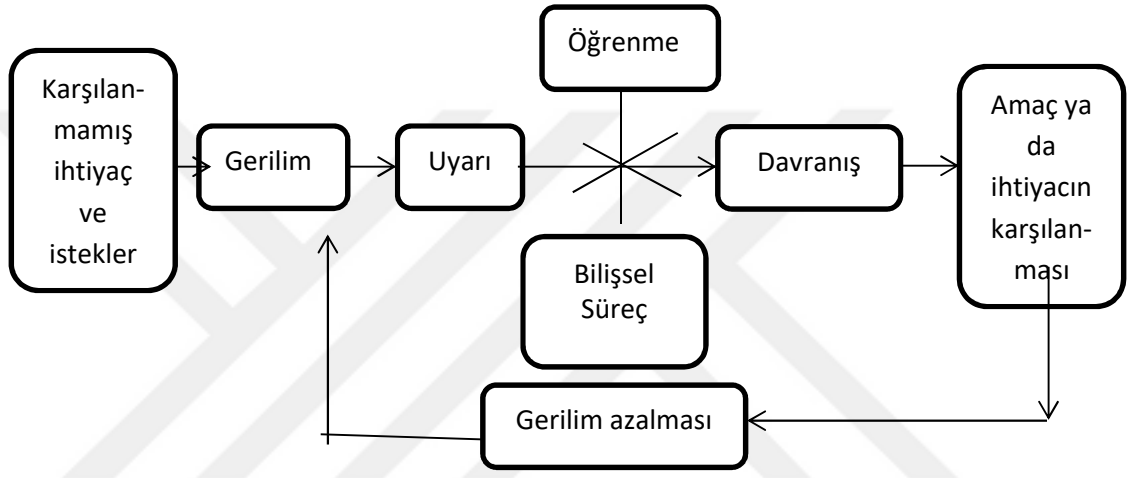 Karşılan-
mamış
ihtiyaç
ve
istekler
Gerilim
Uyarı
Öğrenme
Bilişsel
Süreç
Davranış
Amaç ya
da
ihtiyacın
karşılan-
ması
Gerilim azalması